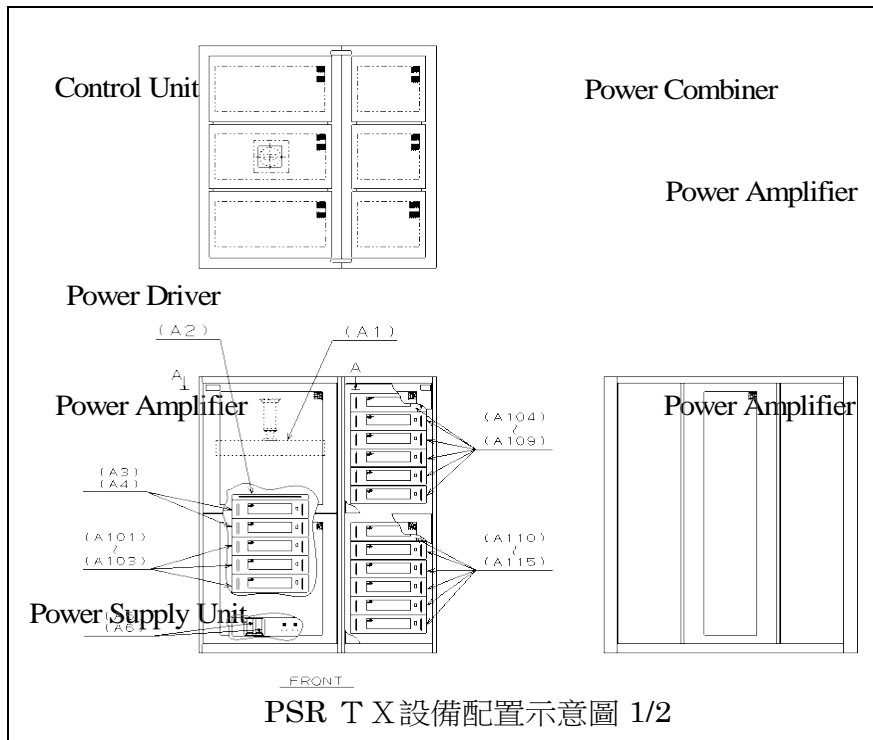 Control Unit
Power Combiner
Power Amplifier
Power Driver
(A2)
(A1)
A
A
Power Amplifier
Power Amplifier
(A104)
~
(A109)
(A3)
(A4)
(A101)
~
(A103)
(A110)
~
(A115)
Power Supply Unit
(A6)
FRONT
PSR ＴＸ設備配置示意圖 1/2